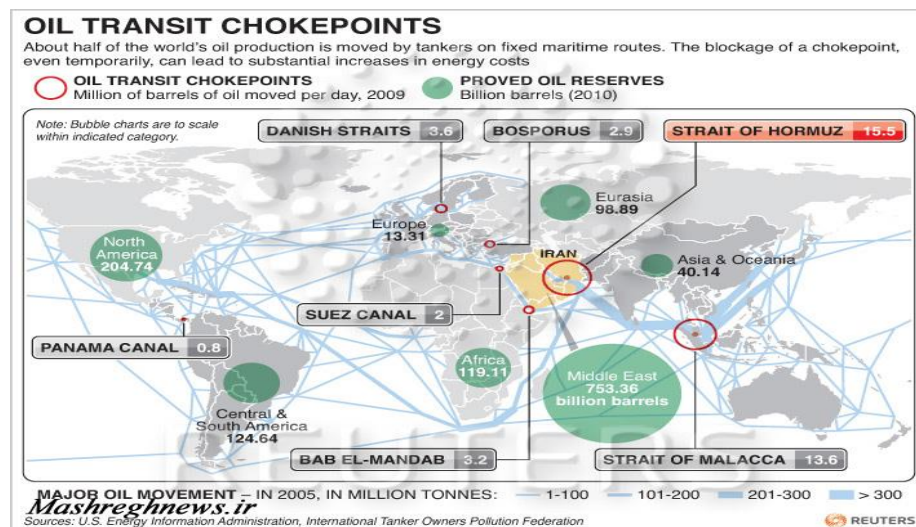 OIL TRANSIT CHOKEPOINTS
About half of the world's oil production is moved by tankers on fixed maritime routes. The blockage of a chokepoint,
even temporarily, can lead to substantial increases in energy costs
OIL TRANSIT CHOKEPOINTS
Million of barrels of oil moved per day, 2009
PROVED OIL RESERVES
Billion barrels (2010)
Note: Bubble charts are to scale
within indicated category.
DANISH STRAITS 3.6
BOSPORUS 2.9
STRAIT OF HORMUZ 15.5
Eurasia
98.89
Europe
13.31
North
America
204.74
IRAN
Asia & Oceania
40.14
SUEZ CANAL 2
PANAMA CANAL 0.8
Africa
119.11
Middle East
753.36
billion barrels
Central &
South America
124.64
BAB EL-MANDAB 3.2
STRAIT OF MALACCA 13.6
REUTERS
MAJOR OIL MOVEMENT – IN 2005, IN MILLION TONNES: 1-100 101-200 201-300 > 300
Mashreghnews.ir
Sources: U.S. Energy Information Administration, International Tanker Owners Pollution Federation
REUTERS